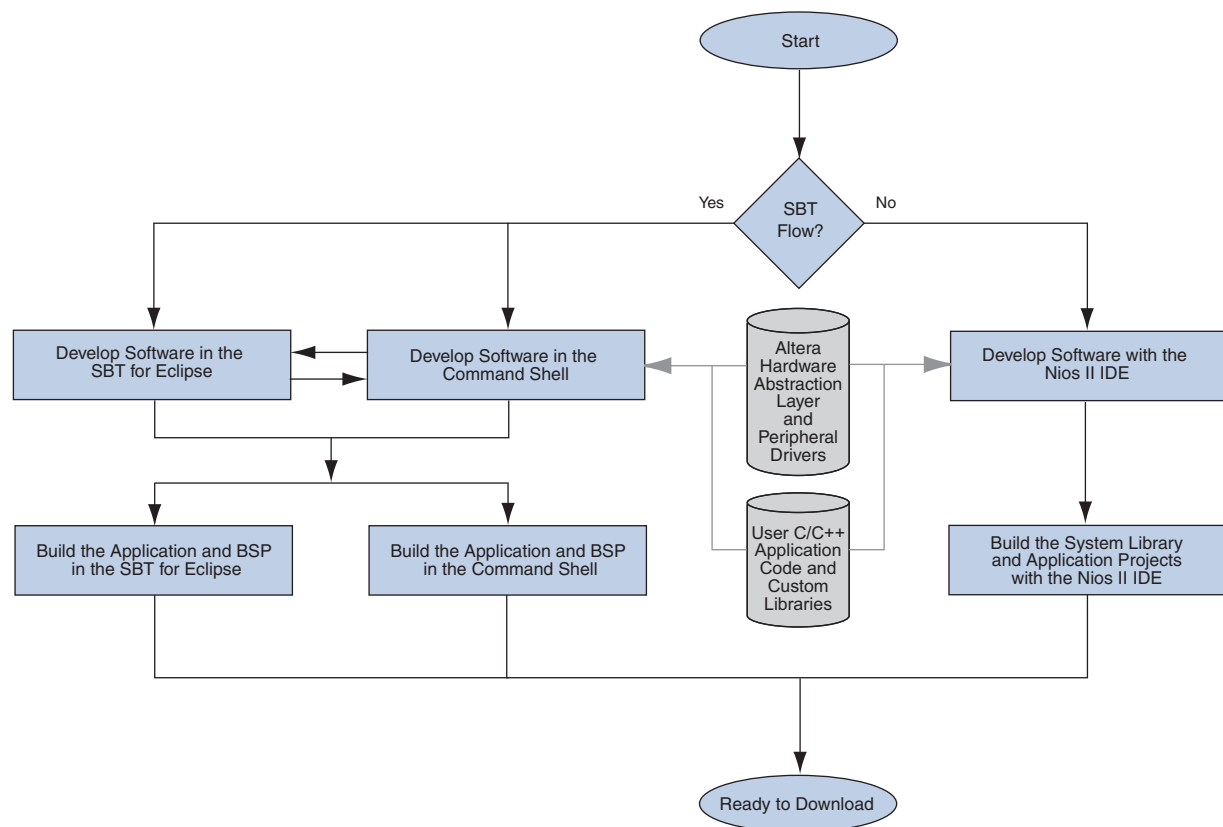 Start
Yes
SBT
Flow?
No
Develop Software in the
SBT for Eclipse
Develop Software in the
Command Shell
Altera
Hardware
Abstraction
Layer
and
Peripheral
Drivers
Develop Software with the
Nios II IDE
Build the Application and BSP
in the SBT for Eclipse
Build the Application and BSP
in the Command Shell
User C/C++
Application
Code and
Custom
Libraries
Build the System Library
and Application Projects
with the Nios II IDE
Ready to Download